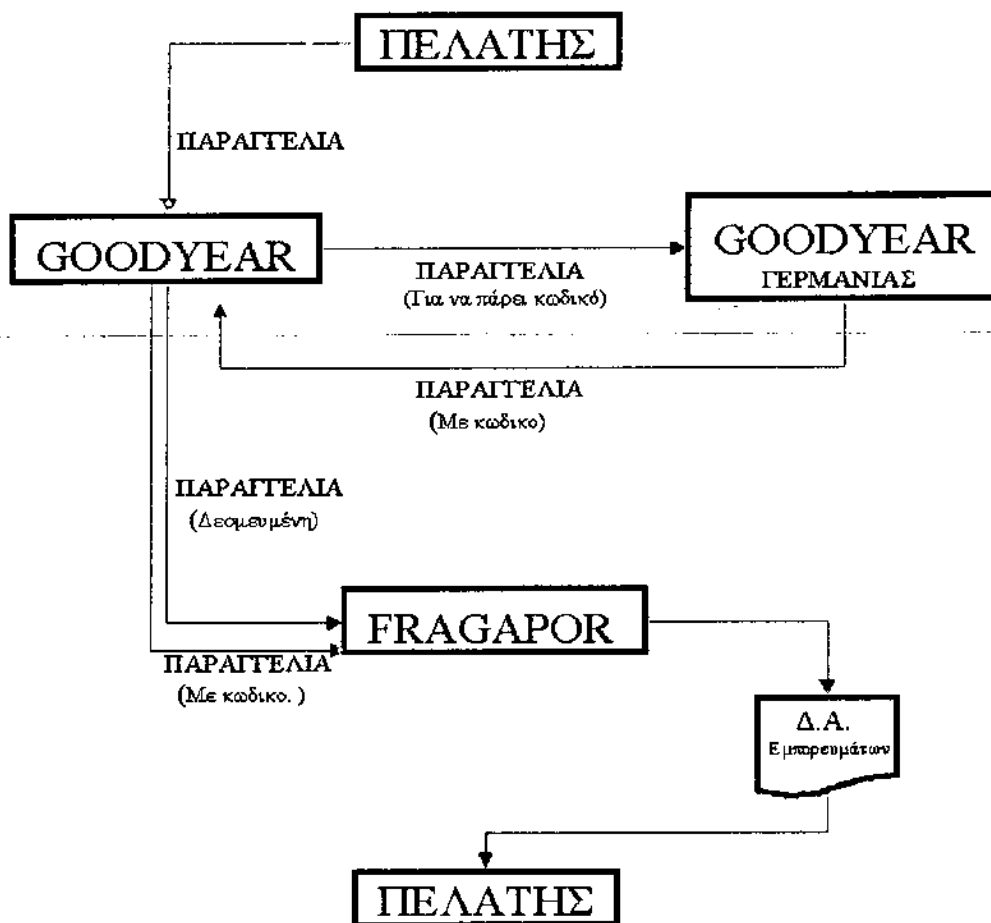 ΠΕΛΑΤΗΣ
ΠΑΡΑΓΓΕΛΙΑ
GOODYEAR
GOODYEAR
ΓΕΡΜΑΝΙΑΣ
ΠΑΡΑΓΓΕΛΙΑ
(Για να πάρει κωδικό)
ΠΑΡΑΓΓΕΛΙΑ
(Με κωδικο)
ΠΑΡΑΓΓΕΛΙΑ
(Δεσμευμένη)
FRAGAPOR
ΠΑΡΑΓΓΕΛΙΑ
(Με κωδικο. )
Δ.Α.
Εμπορευμάτων
ΠΕΛΑΤΗΣ